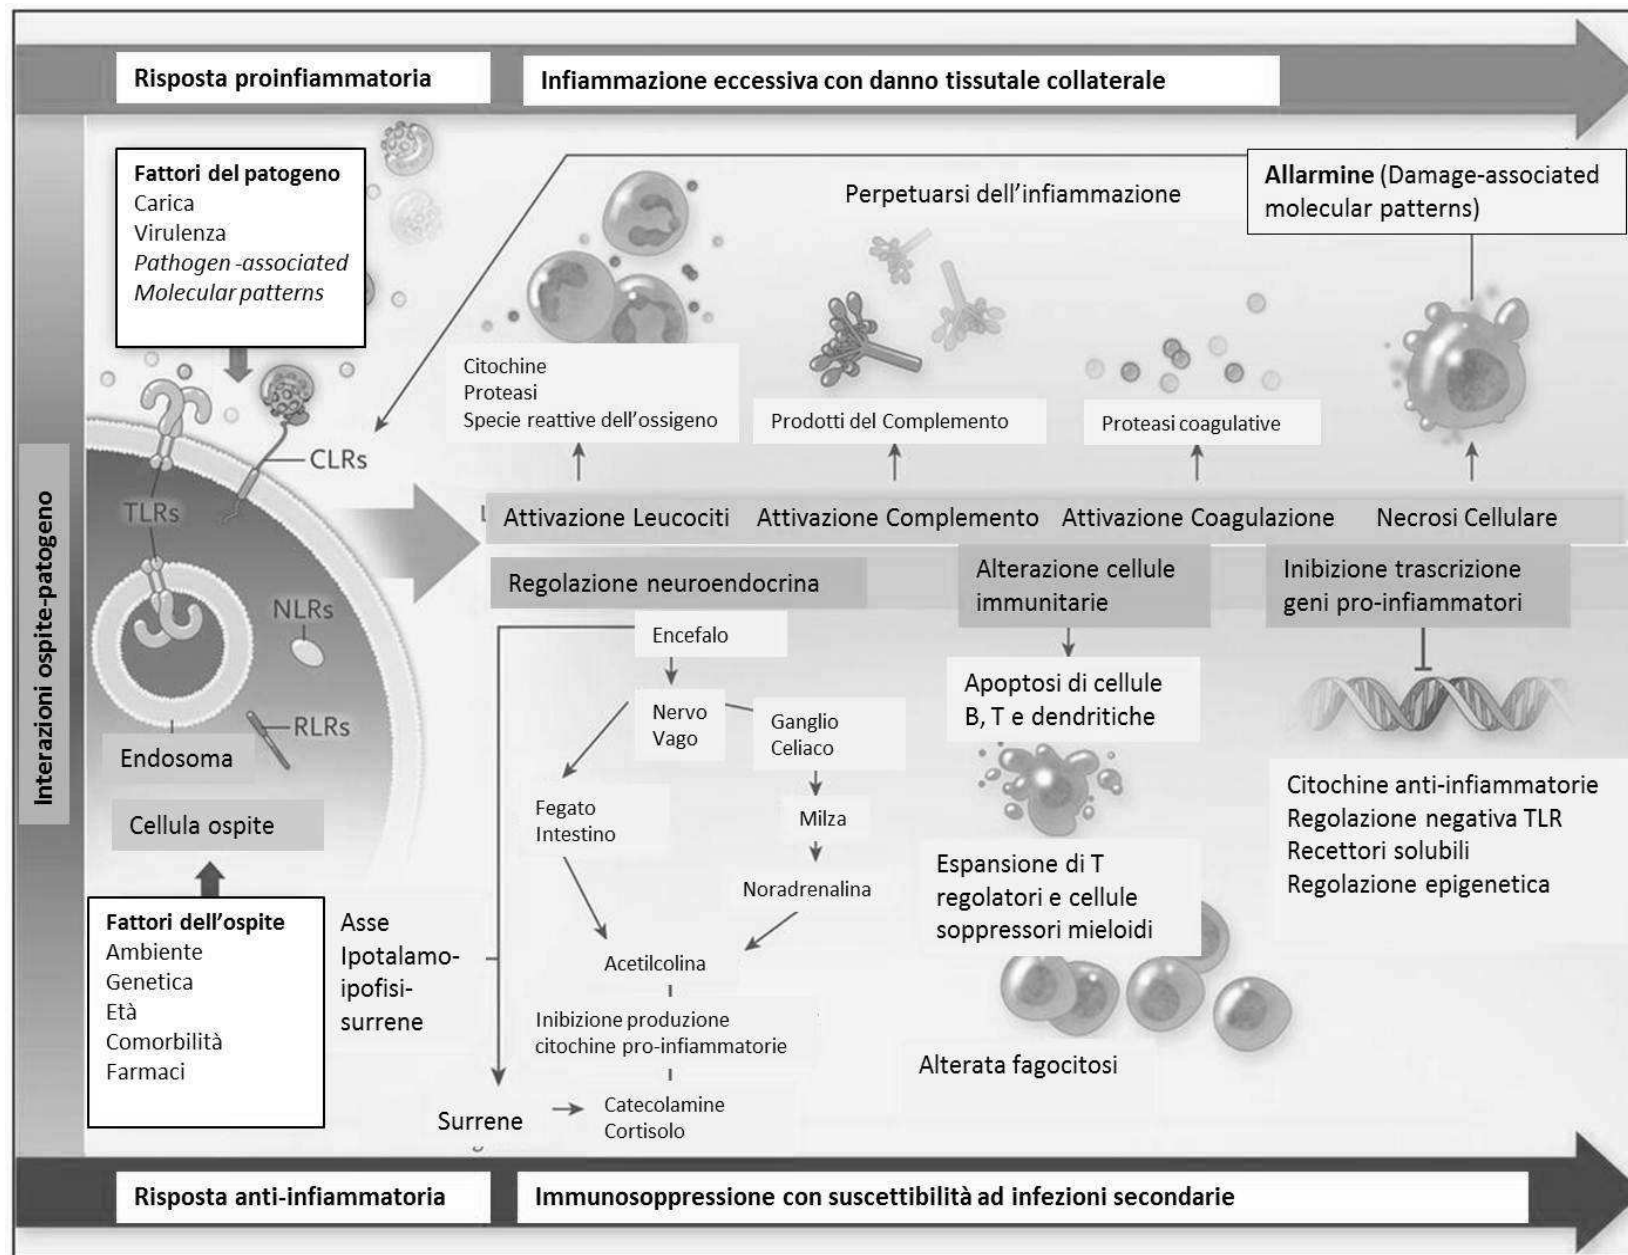 Risposta proinfiammatoria
Infiammazione eccessiva con danno tissutale collaterale
Interazioni ospite-patogeno
Fattori del patogeno
Carica
Virulenza
Pathogen -associated
Molecular patterns
Perpetuarsi dell'infiammazione
Allarmine (Damage-associated
molecular patterns)
Citochine
Proteasi
Specie reattive dell'ossigeno
Prodotti del Complemento
Proteasi coagulative
CLRs
TLRs
NLRs
RLRs
Endosoma
Cellula ospite
Attivazione Leucociti
Attivazione Complemento
Attivazione Coagulazione
Necrosi Cellulare
Regolazione neuroendocrina
Alterazione cellule
immunitarie
Inibizione trascrizione
geni pro-infiammatori
Encefalo
Nervo
Vago
Ganglio
Celiaco
Fegato
Intestino
Milza
Noradrenalina
Acetilcolina
Inibizione produzione
citochine pro-infiammatorie
Catecolamine
Cortisolo
Surrene
Asse
Ipotalamo-
ipofisi-
surrene
Apoptosi di cellule
B, T e dendritiche
Espansione di T
regolatori e cellule
soppressori mieloidi
Alterata fagocitosi
Citochine anti-infiammatorie
Regolazione negativa TLR
Recettori solubili
Regolazione epigenetica
Fattori dell'ospite
Ambiente
Genetica
Età
Comorbilità
Farmaci
Risposta anti-infiammatoria
Immunosoppressione con suscettibilità ad infezioni secondarie